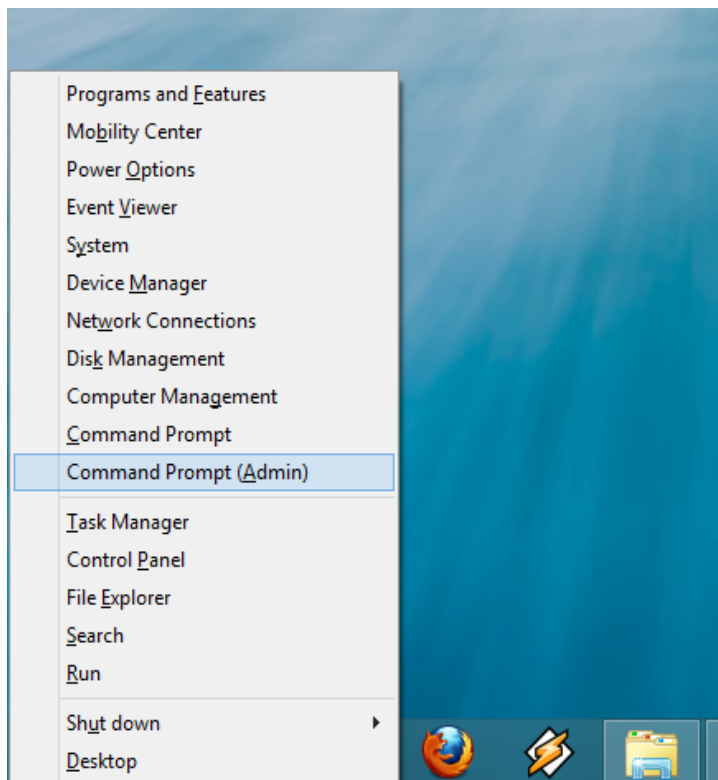 Programs and Features
Mobility Center
Power Options
Event Viewer
System
Device Manager
Network Connections
Disk Management
Computer Management
Command Prompt
Command Prompt (Admin)
Task Manager
Control Panel
File Explorer
Search
Run
Shut down
Desktop